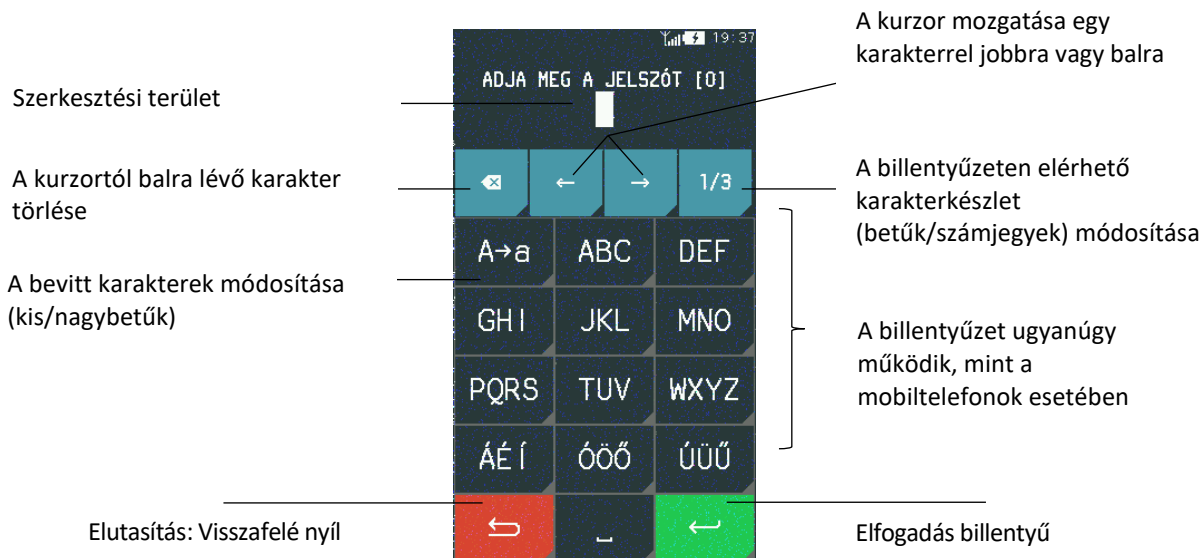 A kurzor mozgatása egy
karakterrel jobbra vagy balra
19:37
ADJA MEG A JELSZÓT [0]
Szerkesztési terület
A kurzortól balra lévő karakter
törlése
← → 1/3
A billentyűzeten elérhető
karakterkészlet
(betűk/számjegyek) módosítása
A→a ABC DEF
A bevitt karakterek módosítása
(kis/nagybetűk)
GHI JKL MNO
A billentyűzet ugyanúgy
működik, mint a
mobiltelefonok esetében
PQRS TUV WXYZ
ÁÉÍ ÓÖŐ ÚÜŰ
Elutasítás: Visszafelé nyíl
Elfogadás billentyű